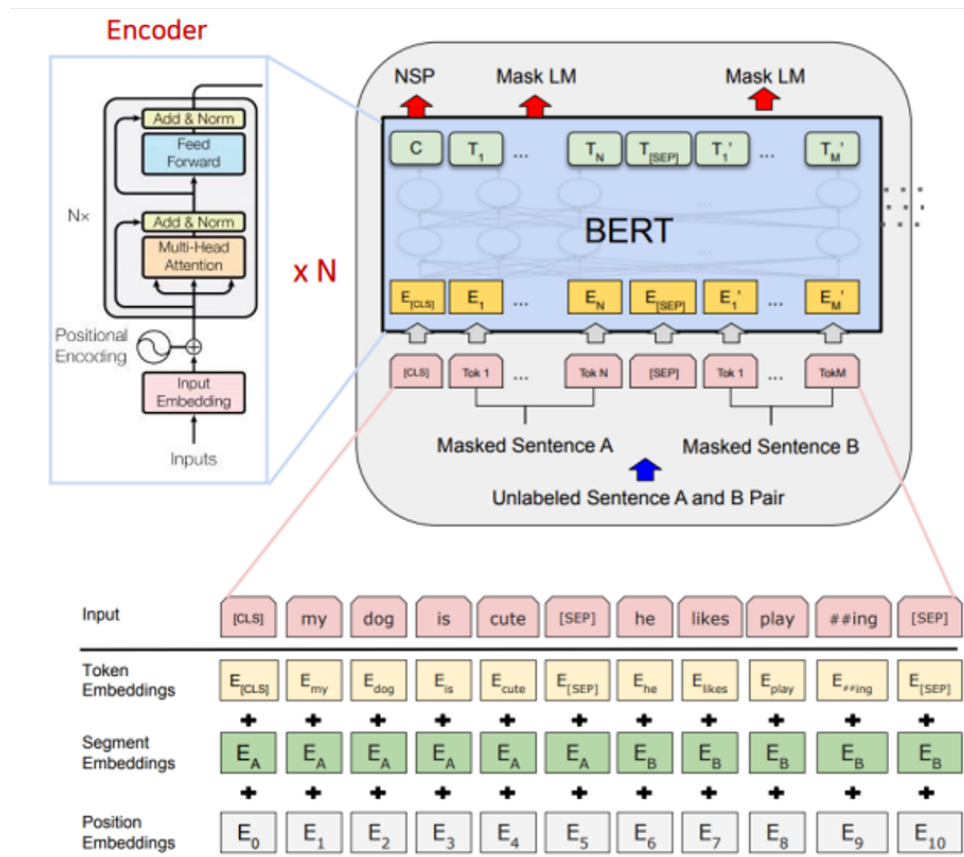 Encoder
Add & Norm
Feed
Forward
Nx
Add & Norm
Multi-Head
Attention
Positional
Encoding
Input
Embedding
Inputs
x N
NSP Mask LM Mask LM
C T1 ... TN T[SEP] T1' ... TM'
BERT
E[CLS] E1 ... EN E[SEP] E1' ... EM'
[CLS] Tok 1 ... Tok N [SEP] Tok 1 ... TokM
Masked Sentence A Masked Sentence B
Unlabeled Sentence A and B Pair
Input [CLS] my dog is cute [SEP] he likes play ##ing [SEP]
Token
Embeddings E[CLS] Emy Edog Eis Ecute E[SEP] Ehe Elikes Eplay E##ing E[SEP]
+ + + + + + + + + + +
Segment
Embeddings EA EA EA EA EA EA EB EB EB EB EB
+ + + + + + + + + + +
Position
Embeddings E0 E1 E2 E3 E4 E5 E6 E7 E8 E9 E10